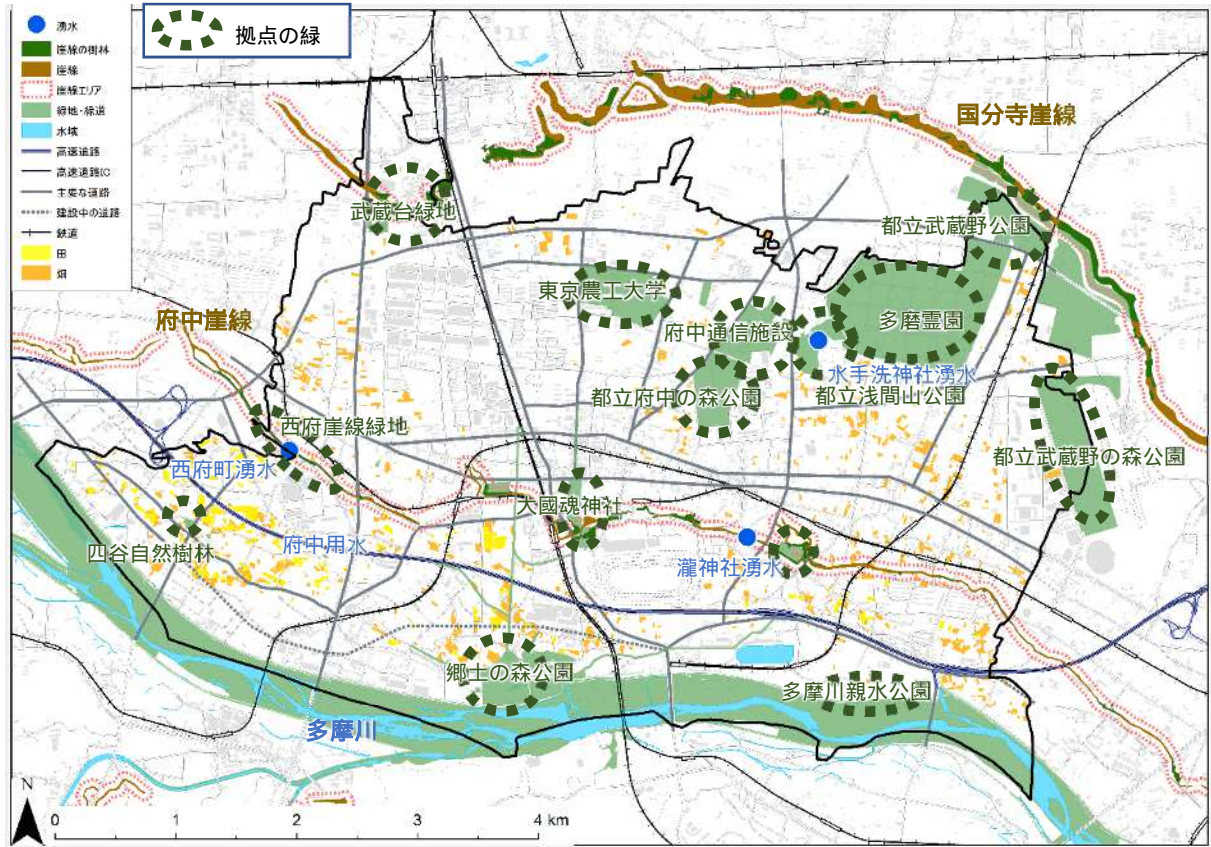 湧水
崖線の樹林
崖線
崖線エリア
緑地・緑道
水域
高速道路
高速道路IC
主要な道路
建設中の道路
鉄道
田
畑
拠点の緑
国分寺崖線
武蔵台緑地
都立武蔵野公園
東京農工大学
府中崖線
府中通信施設
多磨霊園
水手洗神社湧水
都立府中の森公園
都立浅間山公園
西府崖線緑地
都立武蔵野の森公園
西府町湧水
大國魂神社
四谷自然樹林
府中用水
瀧神社湧水
郷土の森公園
多摩川親水公園
多摩川
N
0 1 2 4 km